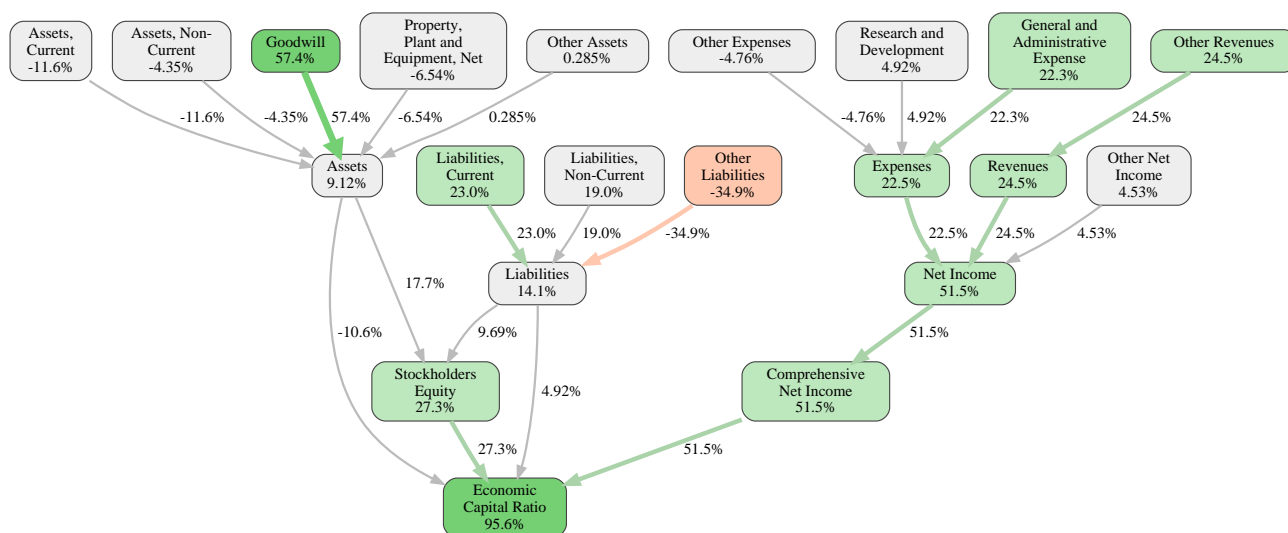 Assets,
Current
-11.6%
Assets, Non-
Current
-4.35%
Goodwill
57.4%
Property,
Plant and
Equipment, Net
-6.54%
Other Assets
0.285%
Other Expenses
-4.76%
Research and
Development
4.92%
General and
Administrative
Expense
22.3%
Other Revenues
24.5%
-11.6%
-4.35%
57.4%
-6.54%
0.285%
-4.76%
4.92%
22.3%
24.5%
Assets
9.12%
Liabilities,
Current
23.0%
Liabilities,
Non-Current
19.0%
Other
Liabilities
-34.9%
Expenses
22.5%
Revenues
24.5%
Other Net
Income
4.53%
23.0%
19.0%
-34.9%
22.5%
24.5%
4.53%
Liabilities
14.1%
Net Income
51.5%
17.7%
-10.6%
9.69%
51.5%
Stockholders
Equity
27.3%
4.92%
Comprehensive
Net Income
51.5%
27.3%
51.5%
Economic
Capital Ratio
95.6%